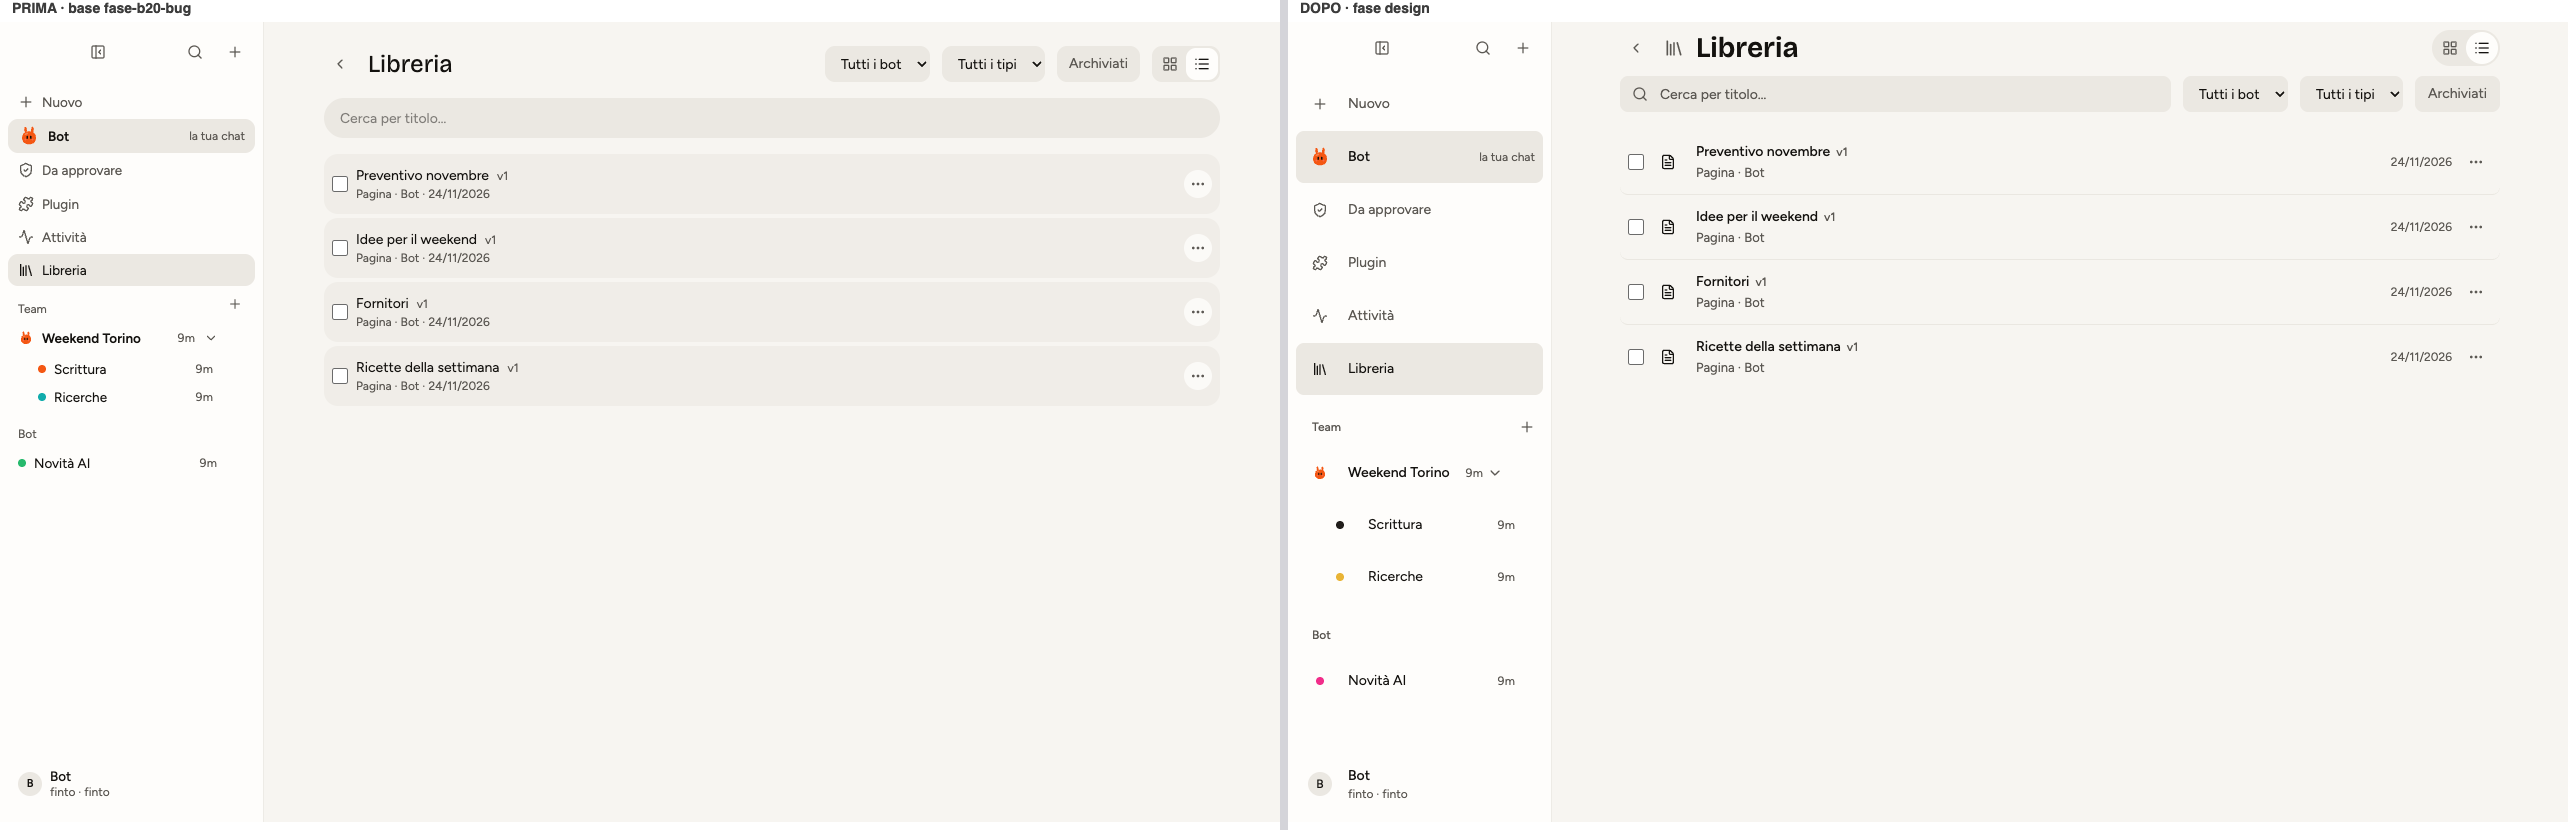 PRIMA · base fase-b20-bug
Nuovo
Bot la tua chat
Da approvare
Plugin
Attività
Libreria
Team
Weekend Torino 9m
Scrittura 9m
Ricerche 9m
Bot
Novità AI 9m
B
Bot
finto · finto
Libreria
Tutti i bot
Tutti i tipi
Archiviati
Cerca per titolo...
Preventivo novembre v1
Pagina · Bot · 24/11/2026
Idee per il weekend v1
Pagina · Bot · 24/11/2026
Fornitori v1
Pagina · Bot · 24/11/2026
Ricette della settimana v1
Pagina · Bot · 24/11/2026
DOPO · fase design
Nuovo
Bot la tua chat
Da approvare
Plugin
Attività
Libreria
Team
Weekend Torino 9m
Scrittura 9m
Ricerche 9m
Bot
Novità AI 9m
B
Bot
finto · finto
Libreria
Cerca per titolo...
Tutti i bot
Tutti i tipi
Archiviati
Preventivo novembre v1
Pagina · Bot
24/11/2026
Idee per il weekend v1
Pagina · Bot
24/11/2026
Fornitori v1
Pagina · Bot
24/11/2026
Ricette della settimana v1
Pagina · Bot
24/11/2026